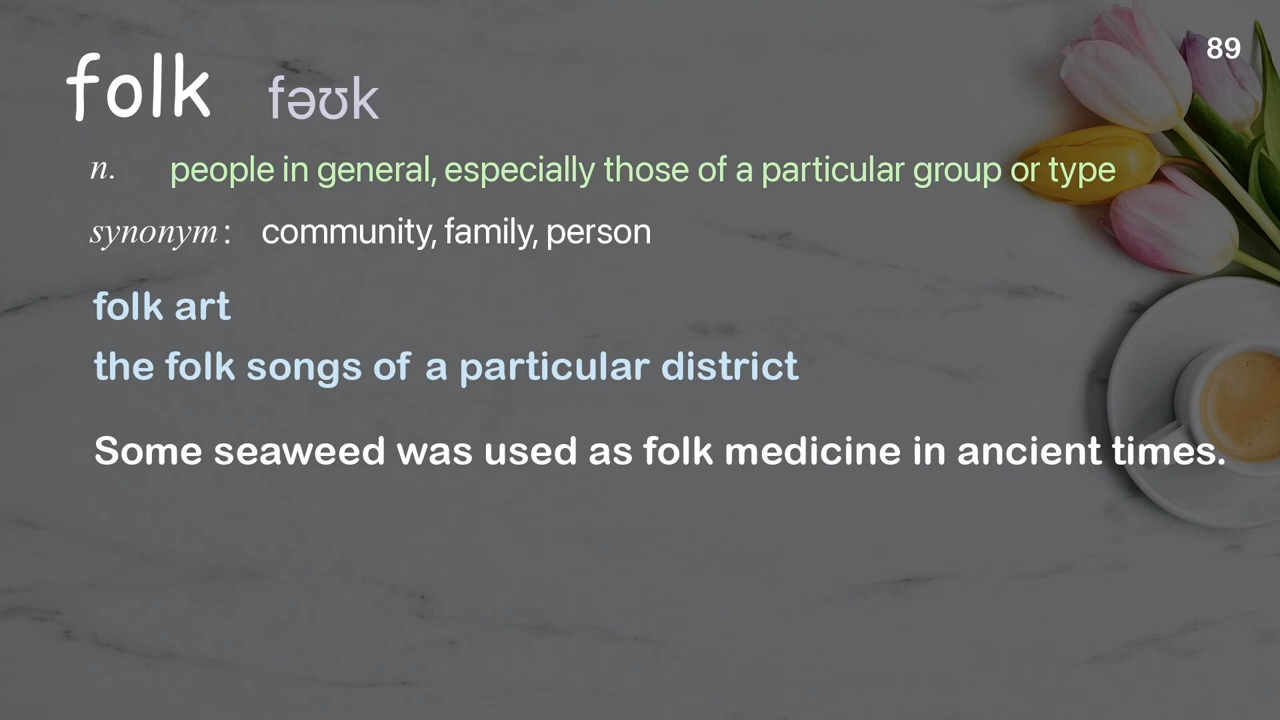 89
folk fəʊk
n. people in general, especially those of a particular group or type
synonym: community, family, person
folk art
the folk songs of a particular district
Some seaweed was used as folk medicine in ancient times.